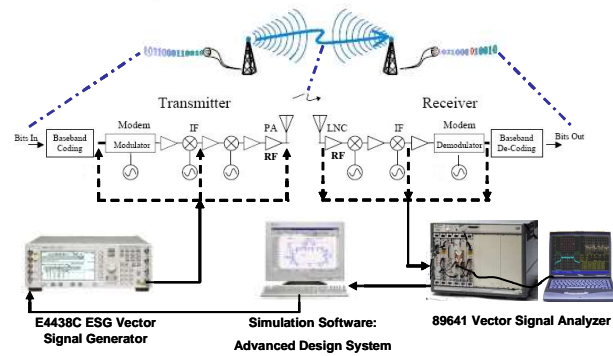 Transmitter
Receiver
Bits In
Baseband
Coding
Modem
Modulator
IF
PA
RF
LNC
RF
IF
Modem
Demodulator
Baseband
De-Coding
Bits Out
E4438C ESG Vector
Signal Generator
Simulation Software:
Advanced Design System
89641 Vector Signal Analyzer